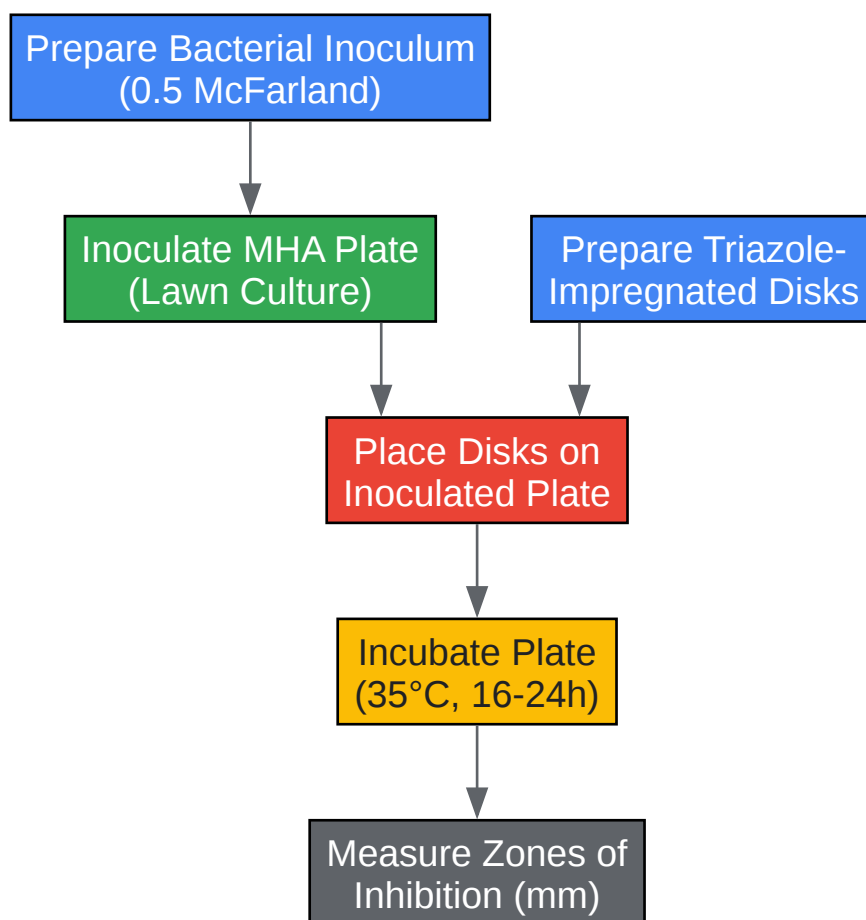 Prepare Bacterial Inoculum
(0.5 McFarland)
Inoculate MHA Plate
(Lawn Culture)
Prepare Triazole-
Impregnated Disks
Place Disks on
Inoculated Plate
Incubate Plate
(35°C, 16-24h)
Measure Zones of
Inhibition (mm)